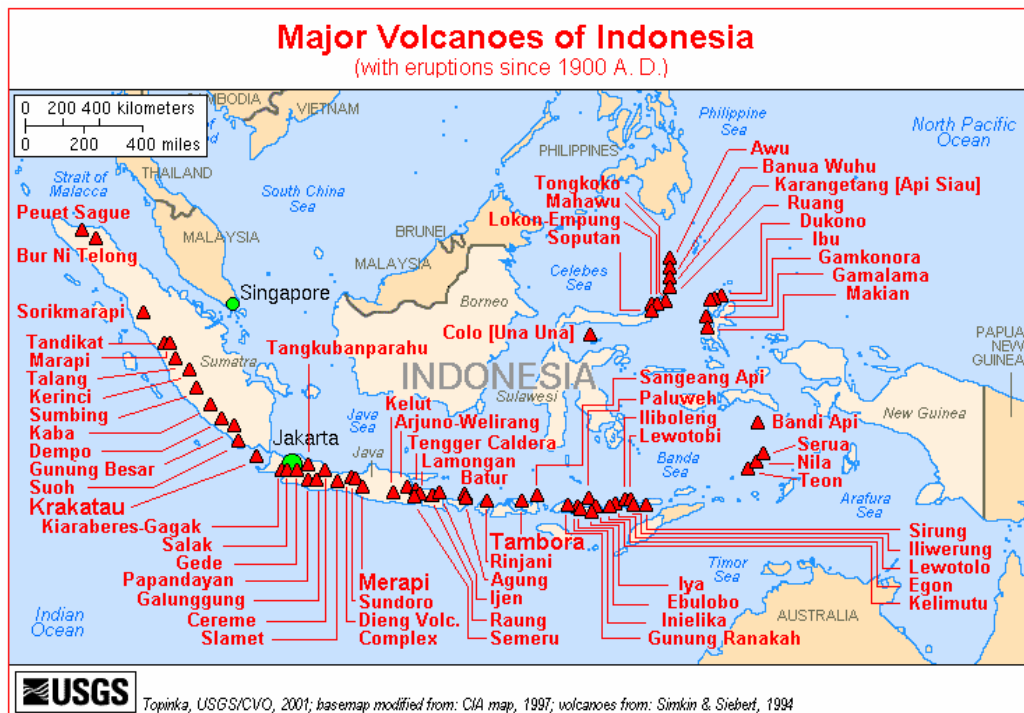 Major Volcanoes of Indonesia
(with eruptions since 1900 A. D.)
0 200 400 kilometers
0 200 400 miles
CAMBODIA
VIETNAM
THAILAND
Strait of
Malacca
South China
Sea
Philippine
Sea
North Pacific
Ocean
PHILIPPINES
MALAYSIA
BRUNEI
MALAYSIA
Celebes
Sea
Borneo
Peuet Sague
Bur Ni Telong
Singapore
Sorikmarapi
Tandikat
Marapi
Talang
Kerinci
Sumbing
Kaba
Dempo
Gunung Besar
Suoh
Krakatau
Kiaraberes-Gagak
Salak
Gede
Papandayan
Galunggung
Cereme
Slamet
Sumatra
Tangkubanparahu
Jakarta
Java
Sea
Java
INDONESIA
Sulawesi
Awu
Banua Wuhu
Karangetang [Api Siau]
Ruang
Dukono
Ibu
Gamkonora
Gamalama
Makian
Tongkoko
Mahawu
Lokon-Empung
Soputan
Colo [Una Una]
Kelut
Arjuno-Welirang
Tengger Caldera
Lamongan
Batur
Sangeang Api
Paluweh
Iliboleng
Lewotobi
Bandi Api
Serua
Nila
Teon
Banda
Sea
New Guinea
PAPUA
NEW
GUINEA
Arafura
Sea
Merapi
Sundoro
Dieng Volc.
Complex
Tambora
Rinjani
Agung
Ijen
Raung
Semeru
Iya
Ebulobo
Inielika
Gunung Ranakah
Sirung
Iliwerung
Lewotolo
Egon
Kelimutu
Timor
Sea
AUSTRALIA
Indian
Ocean
USGS
Topinka, USGS/CVO, 2001; basemap modified from: CIA map, 1997; volcanoes from: Simkin & Siebert, 1994